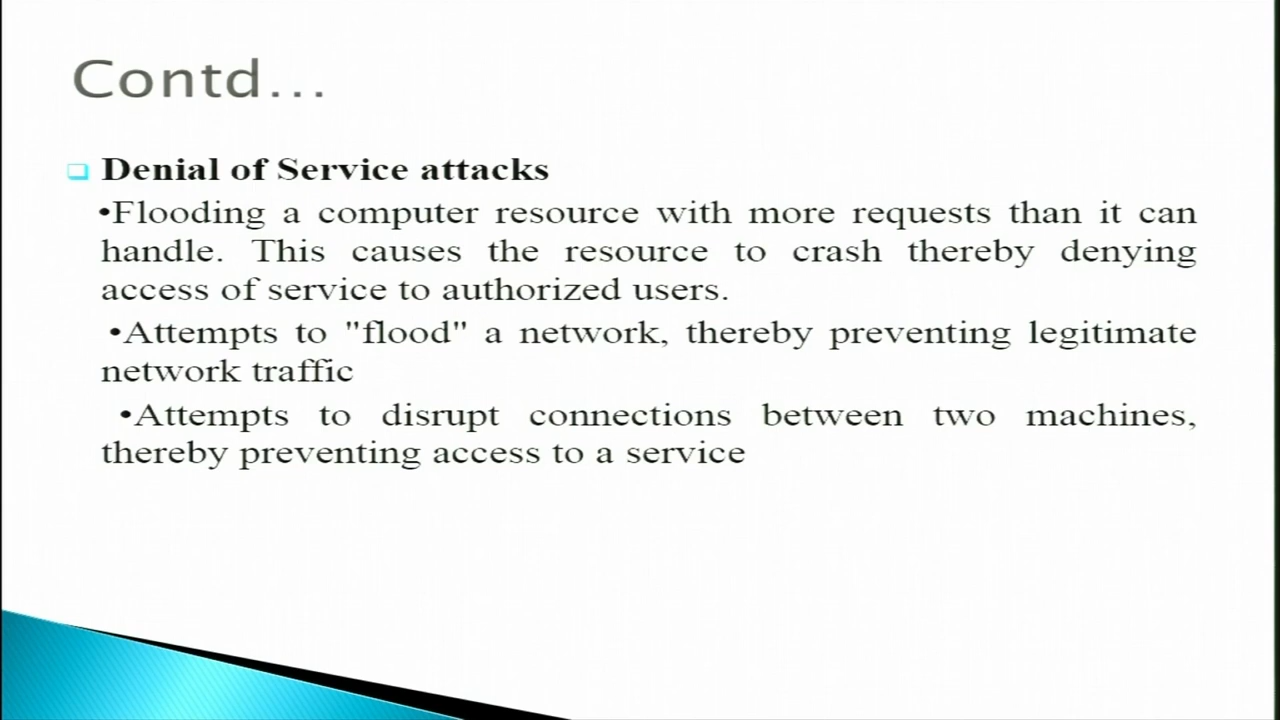 Contd...
Denial of Service attacks
•Flooding a computer resource with more requests than it can
handle. This causes the resource to crash thereby denying
access of service to authorized users.
•Attempts to "flood" a network, thereby preventing legitimate
network traffic
•Attempts to disrupt connections between two machines,
thereby preventing access to a service